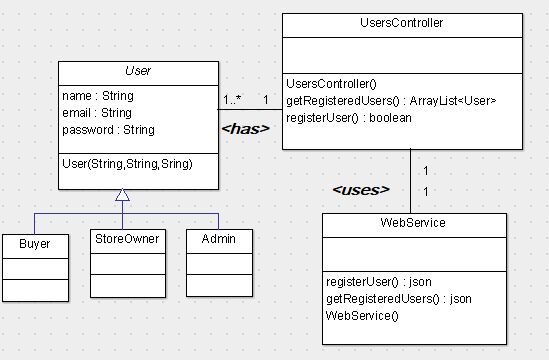 UsersController
UsersController()
getRegisteredUsers() : ArrayList<User>
registerUser() : boolean
User
name : String
email : String
password : String
User(String,String,Sring)
1..*
1
<has>
1
1
<uses>
Buyer
StoreOwner
Admin
WebService
registerUser() : json
getRegisteredUsers() : json
WebService()